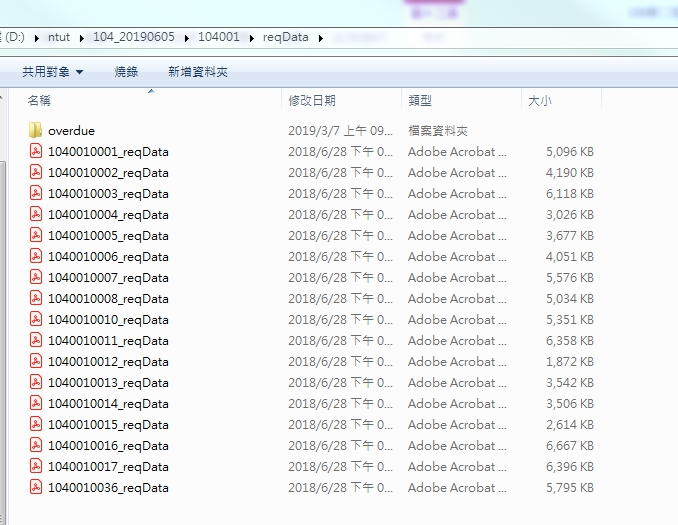 (D:) ▸ ntut ▸ 104_20190605 ▸ 104001 ▸ reqData ▸
共用對象 ▼ 燒錄 新增資料夾
名稱 修改日期 類型 大小
overdue 2019/3/7 上午 09... 檔案資料夾
1040010001_reqData 2018/6/28 下午 0... Adobe Acrobat ... 5,096 KB
1040010002_reqData 2018/6/28 下午 0... Adobe Acrobat ... 4,190 KB
1040010003_reqData 2018/6/28 下午 0... Adobe Acrobat ... 6,118 KB
1040010004_reqData 2018/6/28 下午 0... Adobe Acrobat ... 3,026 KB
1040010005_reqData 2018/6/28 下午 0... Adobe Acrobat ... 3,677 KB
1040010006_reqData 2018/6/28 下午 0... Adobe Acrobat ... 4,051 KB
1040010007_reqData 2018/6/28 下午 0... Adobe Acrobat ... 5,576 KB
1040010008_reqData 2018/6/28 下午 0... Adobe Acrobat ... 5,034 KB
1040010010_reqData 2018/6/28 下午 0... Adobe Acrobat ... 5,351 KB
1040010011_reqData 2018/6/28 下午 0... Adobe Acrobat ... 6,358 KB
1040010012_reqData 2018/6/28 下午 0... Adobe Acrobat ... 1,872 KB
1040010013_reqData 2018/6/28 下午 0... Adobe Acrobat ... 3,542 KB
1040010014_reqData 2018/6/28 下午 0... Adobe Acrobat ... 3,506 KB
1040010015_reqData 2018/6/28 下午 0... Adobe Acrobat ... 2,614 KB
1040010016_reqData 2018/6/28 下午 0... Adobe Acrobat ... 6,667 KB
1040010017_reqData 2018/6/28 下午 0... Adobe Acrobat ... 6,396 KB
1040010036_reqData 2018/6/28 下午 0... Adobe Acrobat ... 5,795 KB